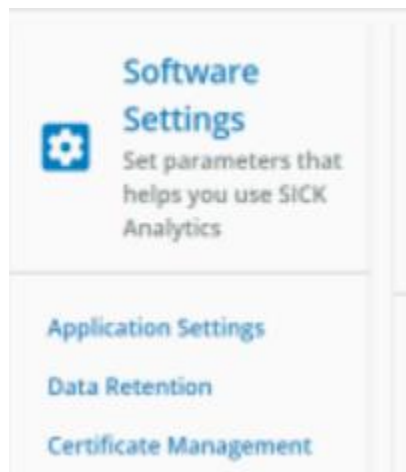 Software
Settings
Set parameters that
helps you use SICK
Analytics
Application Settings
Data Retention
Certificate Management